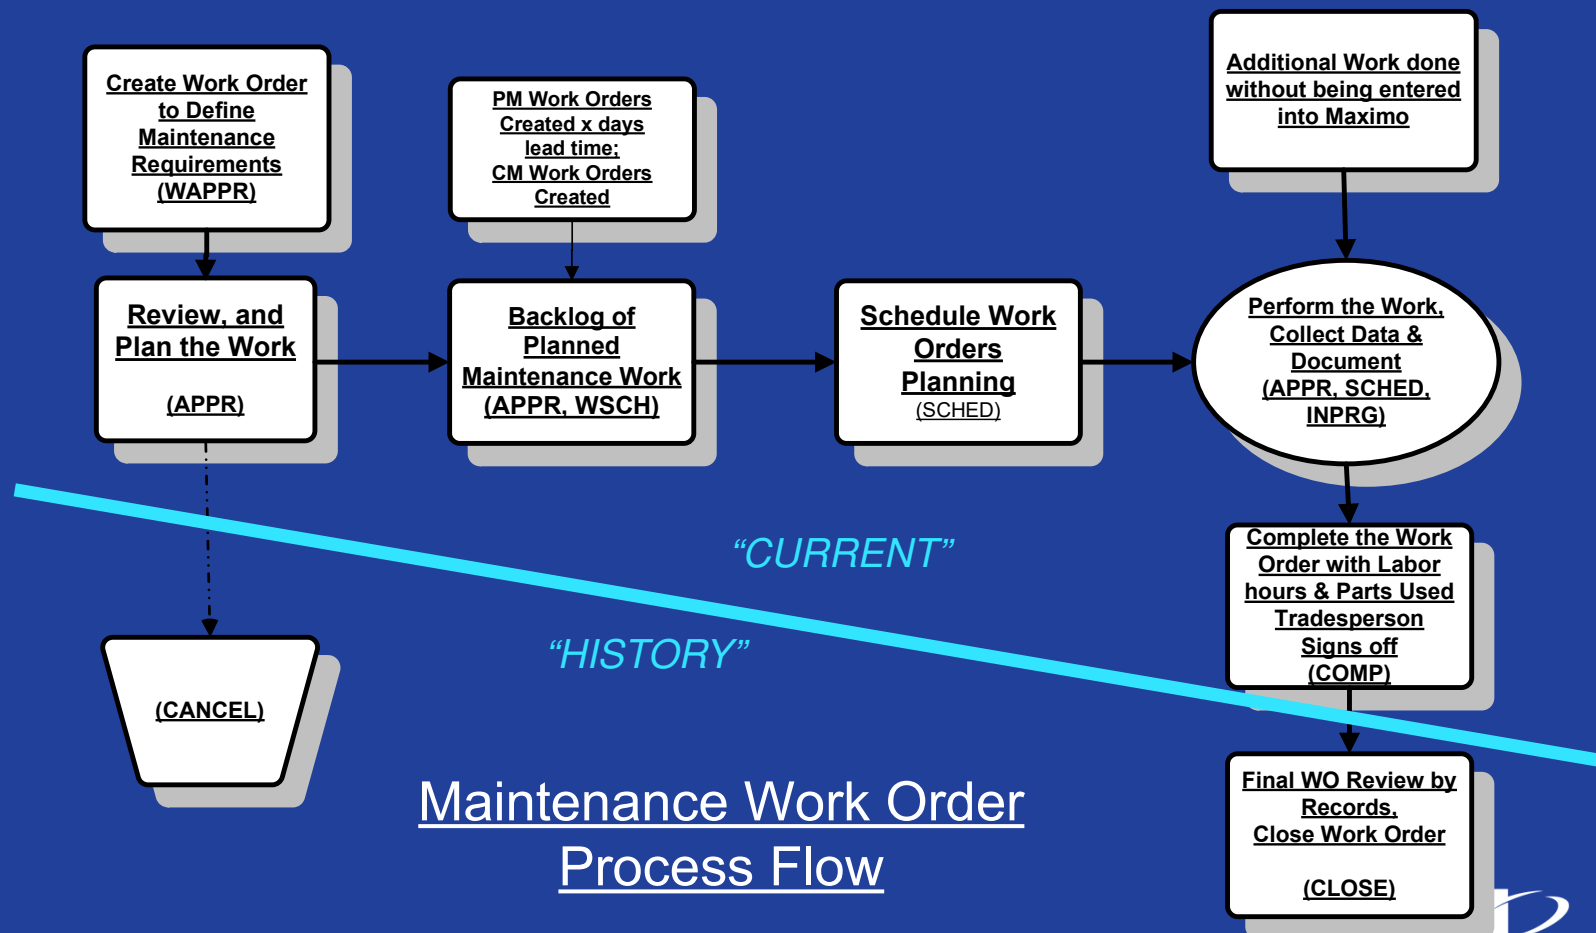 Create Work Order
to Define
Maintenance
Requirements
(WAPPR)
PM Work Orders
Created x days
lead time;
CM Work Orders
Created
Additional Work done
without being entered
into Maximo
Review, and
Plan the Work
(APPR)
Backlog of
Planned
Maintenance Work
(APPR, WSCH)
Schedule Work
Orders
Planning
(SCHED)
Perform the Work,
Collect Data &
Document
(APPR, SCHED,
INPRG)
“CURRENT”
Complete the Work
Order with Labor
hours & Parts Used
Tradesperson
Signs off
(COMP)
“HISTORY”
(CANCEL)
Final WO Review by
Records,
Close Work Order
(CLOSE)
Maintenance Work Order
Process Flow